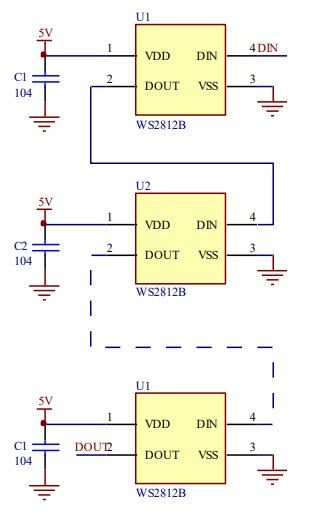 U1
5V
1 VDD DIN 4 DIN
C1
104
2 DOUT VSS 3
WS2812B
U2
5V
1 VDD DIN 4
C2
104
2 DOUT VSS 3
WS2812B
U1
5V
1 VDD DIN 4
C1
104
DOUT 2 DOUT VSS 3
WS2812B